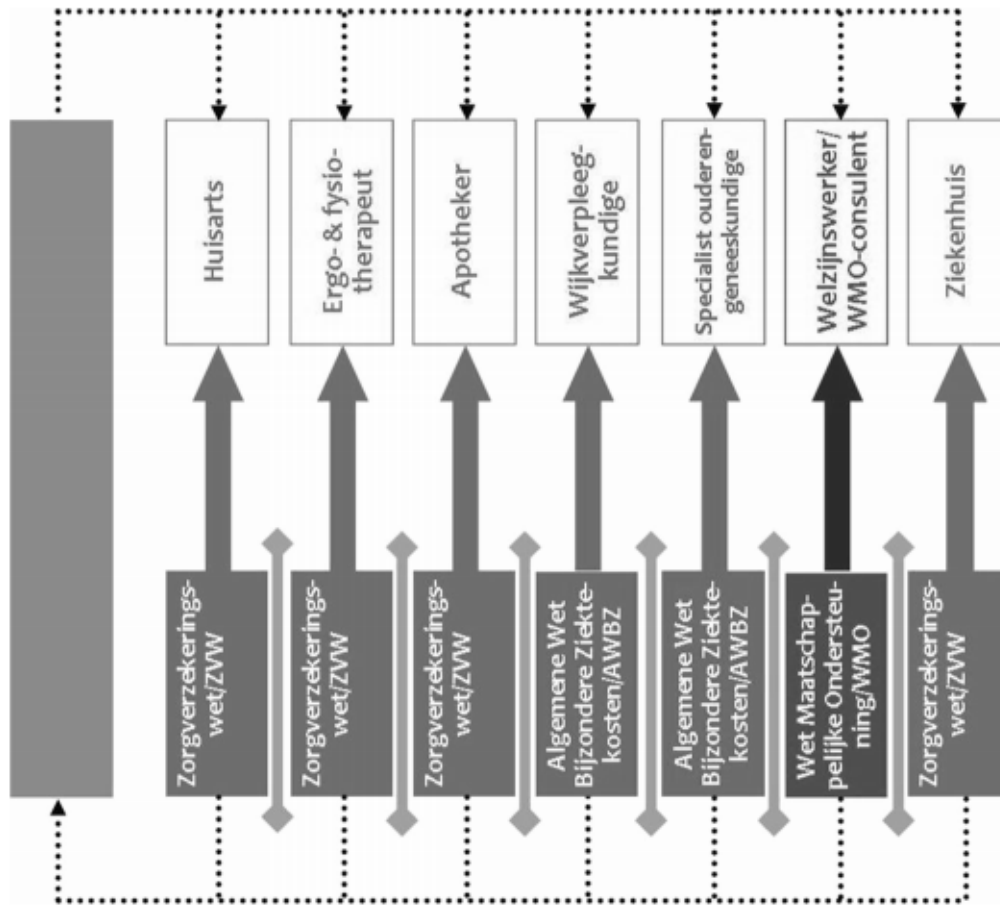 Huisarts
Ergo- & fysio-
therapeut
Apotheker
Wijkverpleeg-
kundige
Specialist ouderen-
geneeskundige
Welzijnswerker/
WMO-consulent
Ziekenhuis
Zorgverzekerings-
wet/ZVW
Zorgverzekerings-
wet/ZVW
Zorgverzekerings-
wet/ZVW
Algemene Wet
Bijzondere Ziekte-
kosten/AWBZ
Algemene Wet
Bijzondere Ziekte-
kosten/AWBZ
Wet Maatschap-
pelijke Ondersteu-
ning/WMO
Zorgverzekerings-
wet/ZVW